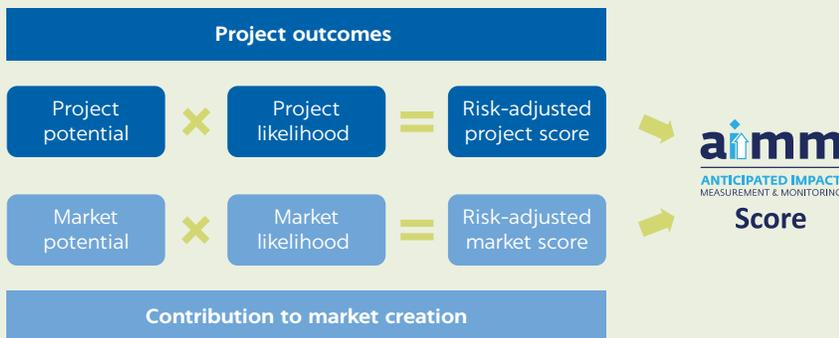 Project outcomes
Project
potential
×
Project
likelihood
=
Risk-adjusted
project score
Market
potential
×
Market
likelihood
=
Risk-adjusted
market score
aimm
ANTICIPATED IMPACT
MEASUREMENT & MONITORING
Score
Contribution to market creation